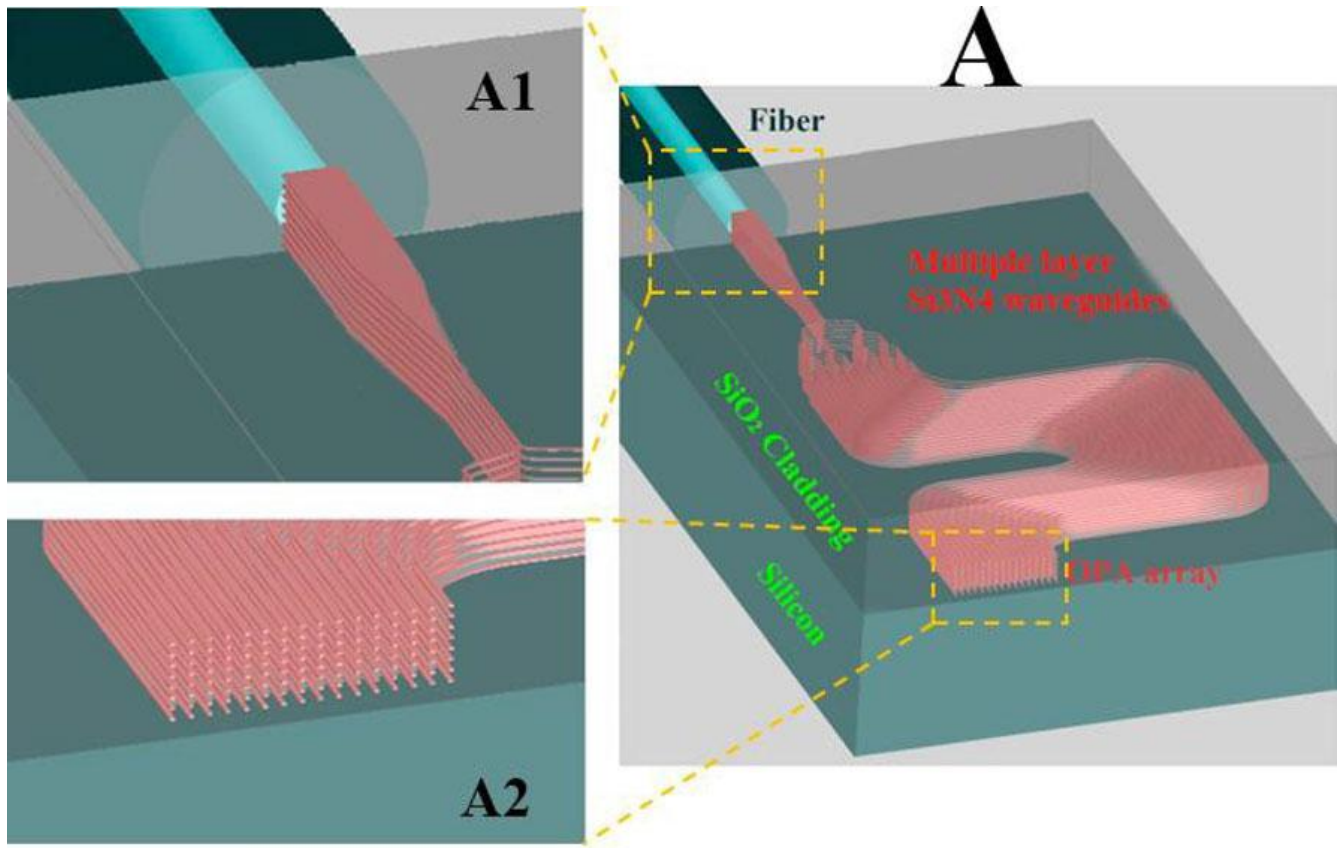 A1
A
Fiber
Multiple layer
Si3N4 waveguides
SiO₂ Cladding
Silicon
OPA array
A2